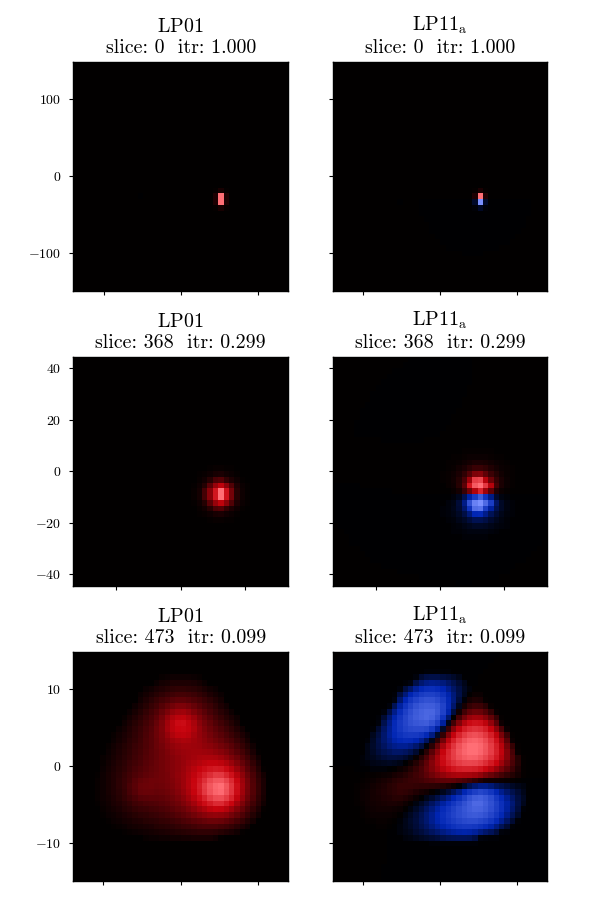 LP01 LP11a
slice: 0 itr: 1.000 slice: 0 itr: 1.000
100
0
−100
LP01 LP11a
slice: 368 itr: 0.299 slice: 368 itr: 0.299
40
20
0
−20
−40
LP01 LP11a
slice: 473 itr: 0.099 slice: 473 itr: 0.099
10
0
−10